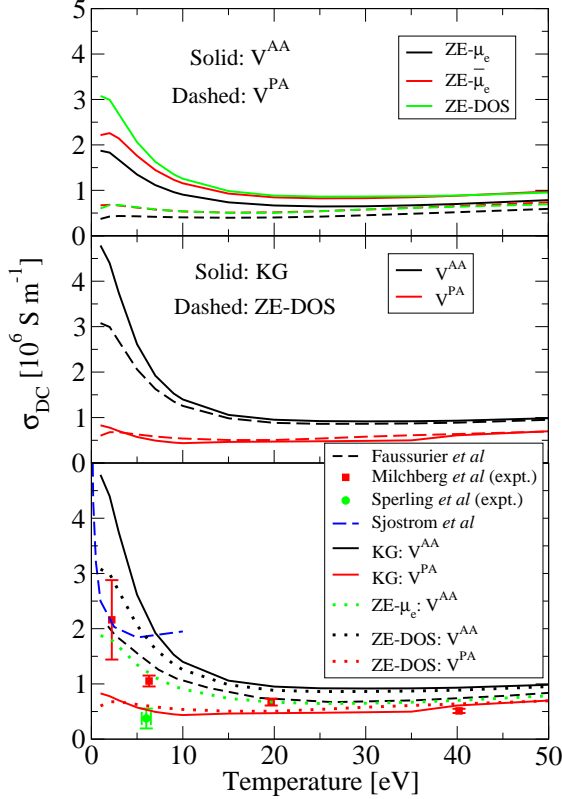 5
4
3
2
1
0
Solid: V^AA
Dashed: V^PA
ZE-μ_e
ZE-μ̅_e
ZE-DOS
5
4
3
2
1
0
Solid: KG
Dashed: ZE-DOS
V^AA
V^PA
σ_DC [10^6 S m^-1]
5
4
3
2
1
0
Faussurier et al
Milchberg et al (expt.)
Sperling et al (expt.)
Sjostrom et al
KG: V^AA
KG: V^PA
ZE-μ_e: V^AA
ZE-DOS: V^AA
ZE-DOS: V^PA
0 10 20 30 40 50
Temperature [eV]